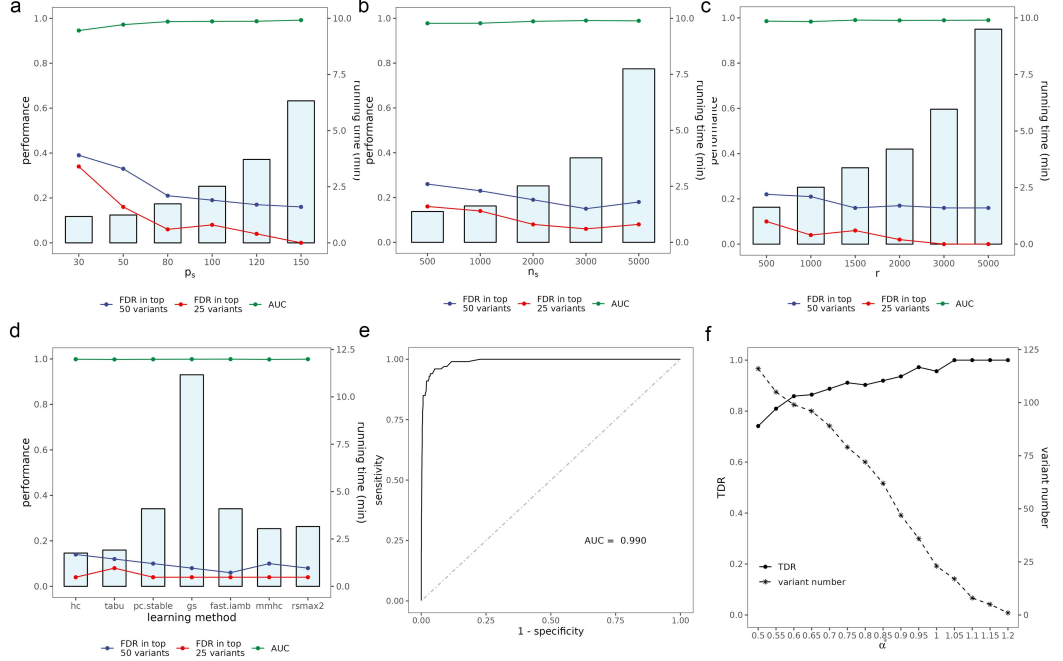 a
performance
1.0
0.8
0.6
0.4
0.2
0.0
10.0
7.5
5.0
2.5
0.0
running time (min)
30 50 80 100 120 150
ps
FDR in top
50 variants
FDR in top
25 variants
AUC
b
performance
1.0
0.8
0.6
0.4
0.2
0.0
10.0
7.5
5.0
2.5
0.0
running time (min)
500 1000 2000 3000 5000
ns
FDR in top
50 variants
FDR in top
25 variants
AUC
c
performance
1.0
0.8
0.6
0.4
0.2
0.0
10.0
7.5
5.0
2.5
0.0
running time (min)
500 1000 1500 2000 3000 5000
r
FDR in top
50 variants
FDR in top
25 variants
AUC
d
performance
1.0
0.8
0.6
0.4
0.2
0.0
12.5
10.0
7.5
5.0
2.5
0.0
running time (min)
hc tabu pc.stable gs fast.iamb mmhc rsmax2
learning method
FDR in top
50 variants
FDR in top
25 variants
AUC
e
sensitivity
1.00
0.75
0.50
0.25
0.00
AUC = 0.990
0.00 0.25 0.50 0.75 1.00
1 - specificity
f
TDR
1.0
0.8
0.6
0.4
0.2
0.0
125
100
75
50
25
0
variant number
TDR
variant number
0.5 0.55 0.6 0.65 0.7 0.75 0.8 0.85 0.9 0.95 1 1.05 1.1 1.15 1.2
α